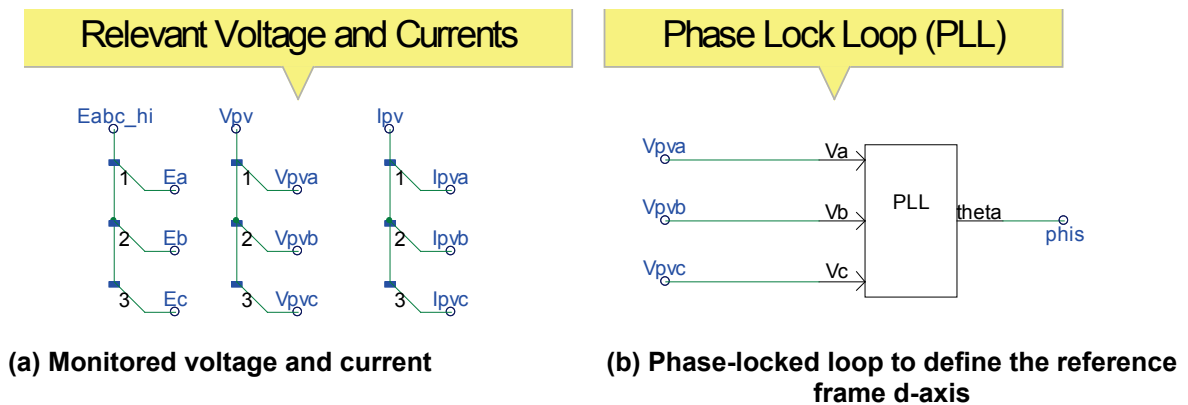 Relevant Voltage and Currents
Phase Lock Loop (PLL)
Eabc_hi
Vpv
Ipv
1
Ea
1
Vpva
1
Ipva
2
Eb
2
Vpvb
2
Ipvb
3
Ec
3
Vpvc
3
Ipvc
Vpva
Va
Vpvb
Vb
PLL
theta
phis
Vpvc
Vc
(a) Monitored voltage and current
(b) Phase-locked loop to define the reference
frame d-axis